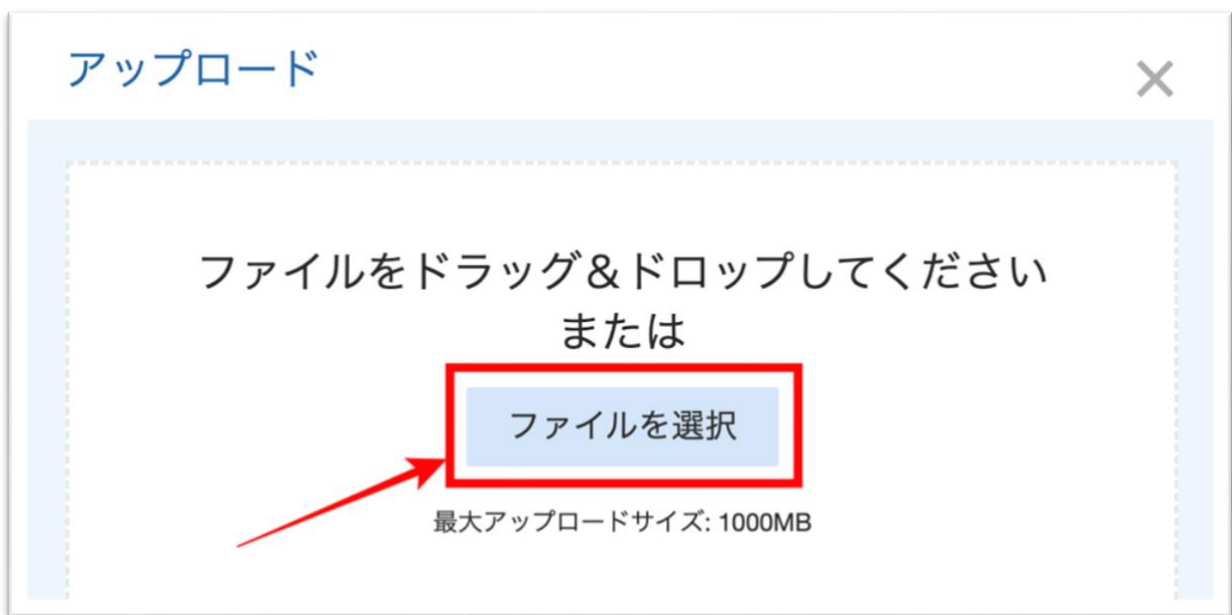 アップロード
ファイルをドラッグ＆ドロップしてください
または
ファイルを選択
最大アップロードサイズ: 1000MB